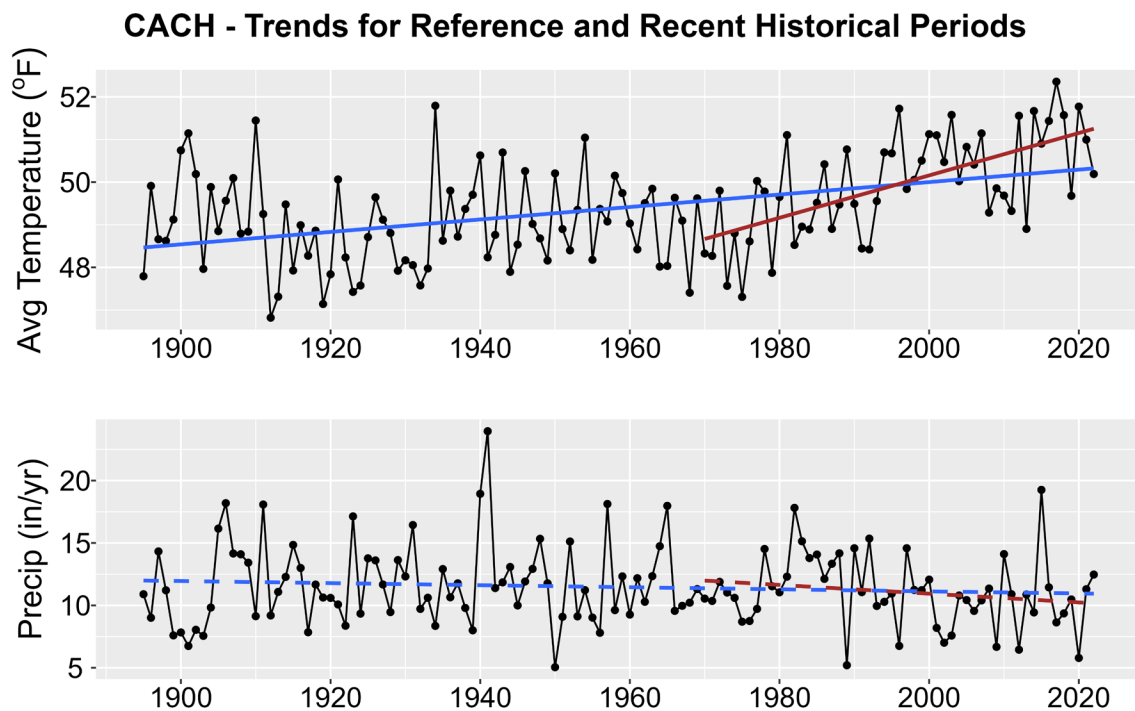 CACH - Trends for Reference and Recent Historical Periods
Avg Temperature (ºF)
52
50
48
1900 1920 1940 1960 1980 2000 2020
Precip (in/yr)
20
15
10
5
1900 1920 1940 1960 1980 2000 2020